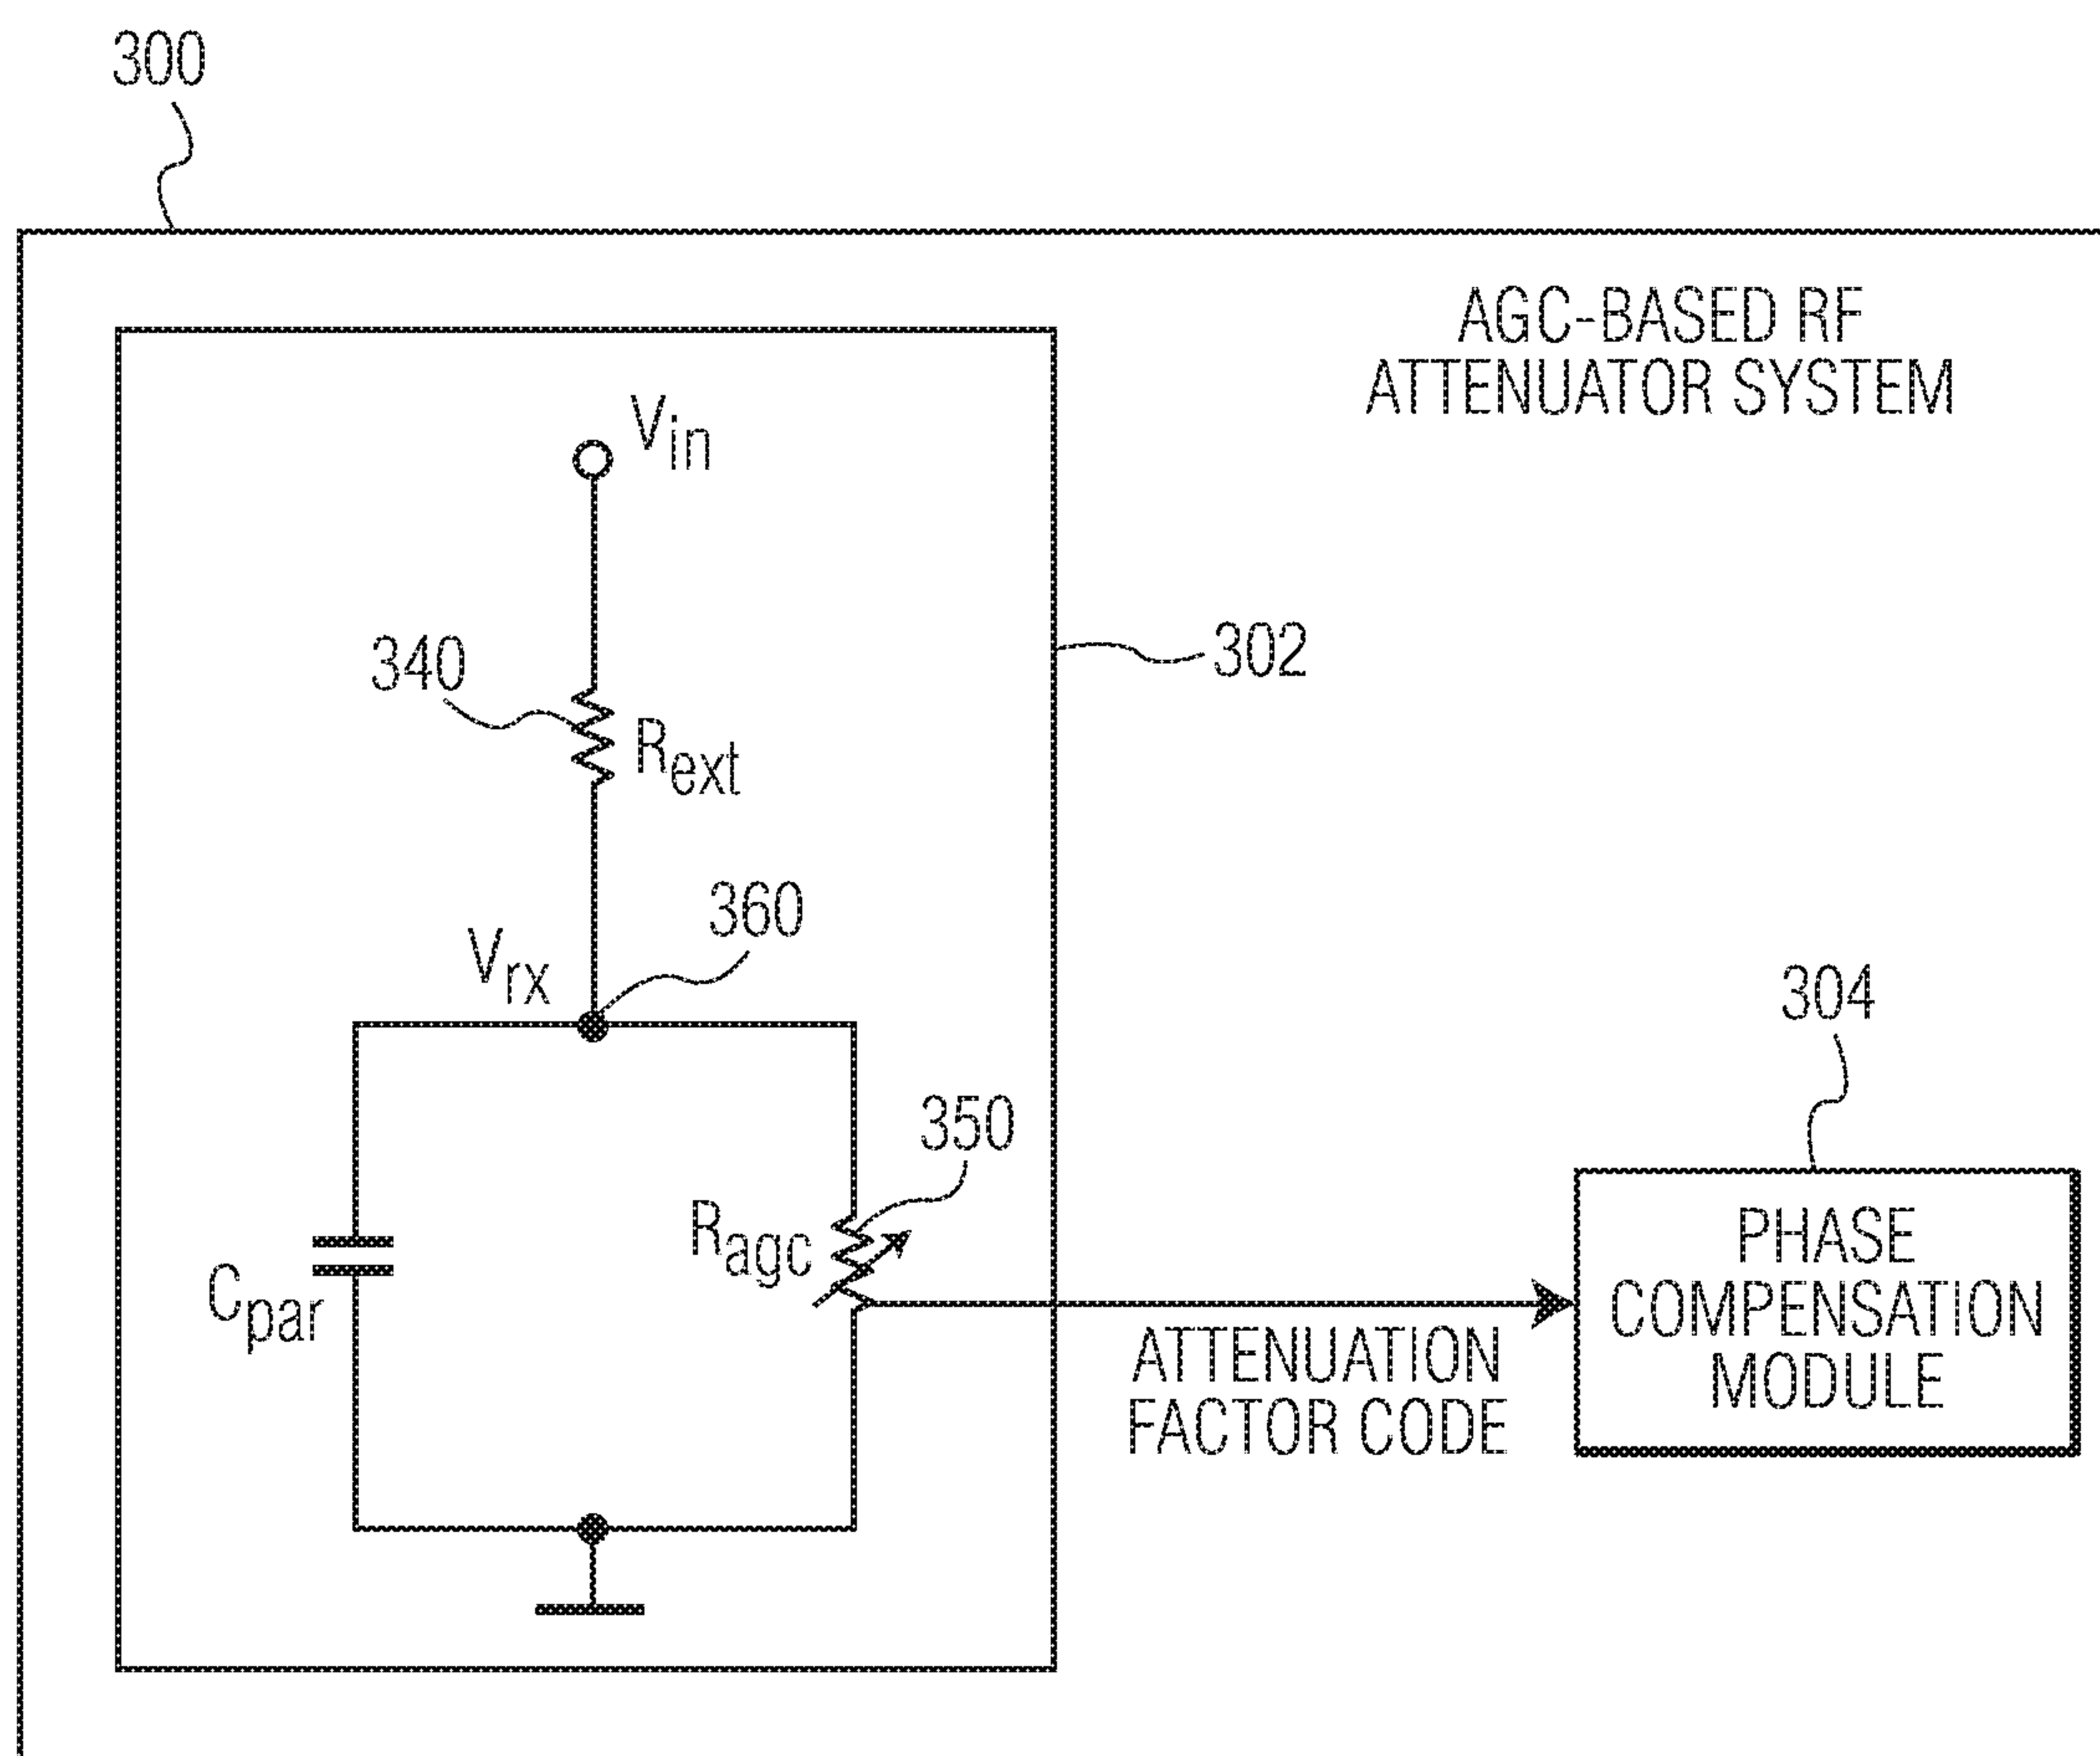 300
AGC-BASED RF
ATTENUATOR SYSTEM
Vin
302
340
Rext
360
Vrx
304
350
Ragc
PHASE
COMPENSATION
MODULE
Cpar
ATTENUATION
FACTOR CODE